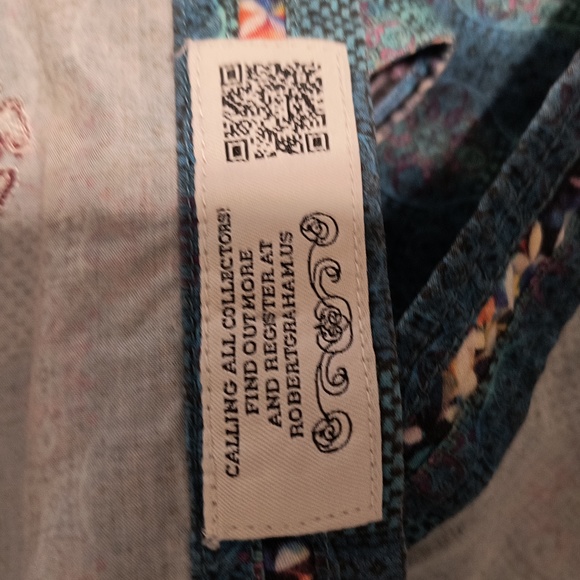 CALLING ALL COLLECTORS!
FIND OUT MORE
AND REGISTER AT
ROBERTGRAHAM.US